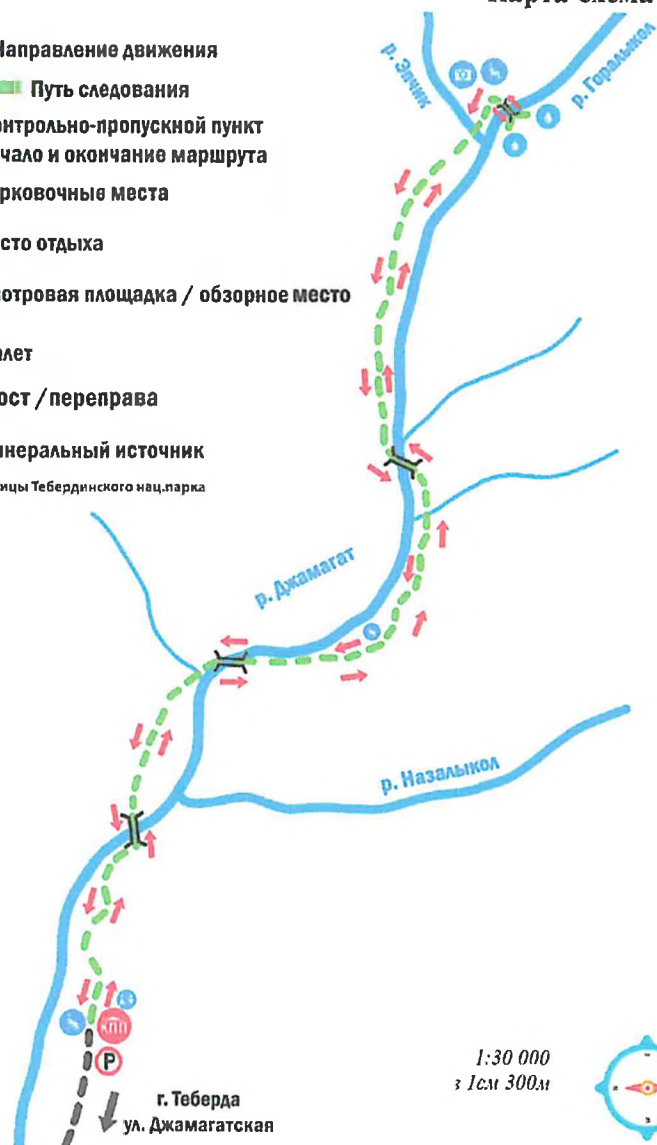 Карта-схема
Направление движения
Путь следования
онтрольно-пропускной пункт
чало и окончание маршрута
рковочные места
сто отдыха
отровая площадка / обзорное место
алет
ост / переправа
инеральный источник
ицы Тебердинского нац.парка
р. Эпчик
р. Горалыкол
р. Джамагат
р. Назалыкол
КПП
P
г. Теберда
ул. Джамагатская
1:30 000
в 1см 300м